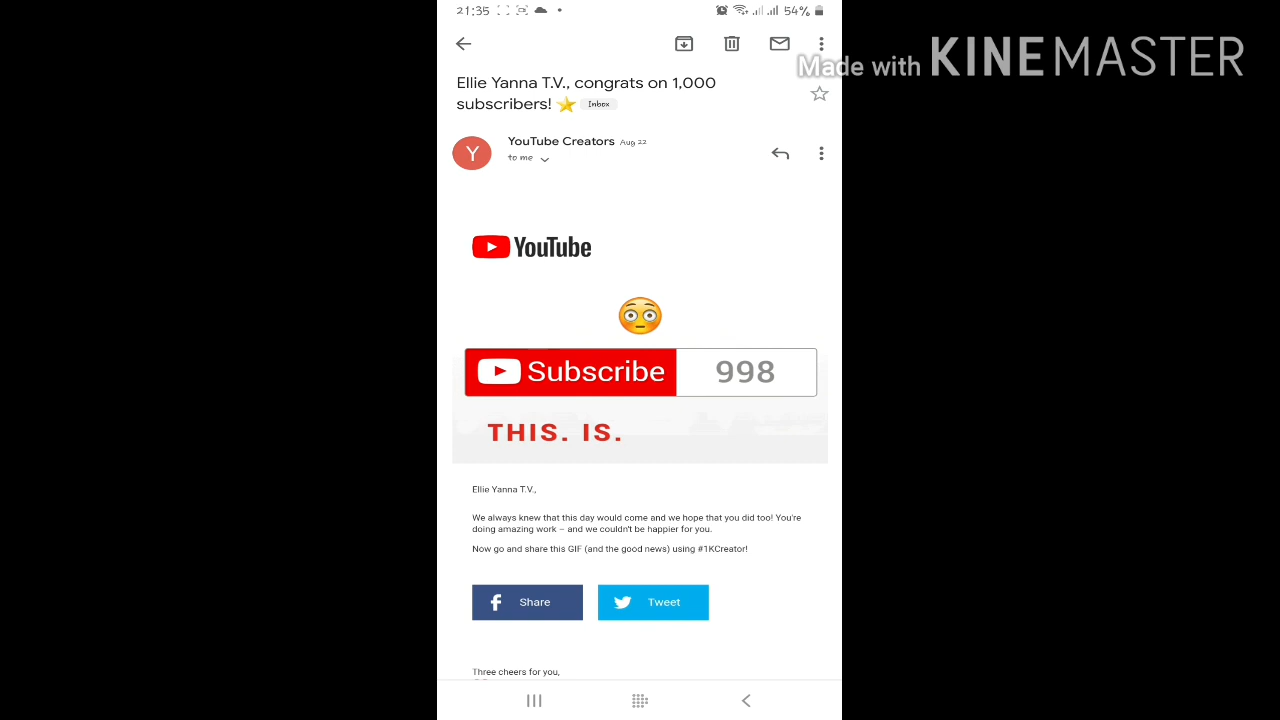 21:35
54%
Made with KINEMASTER
Ellie Yanna T.V., congrats on 1,000
subscribers! Inbox
YouTube Creators Aug 22
to me
Y
YouTube
Subscribe 998
THIS. IS.
Ellie Yanna T.V.,
We always knew that this day would come and we hope that you did too! You're
doing amazing work – and we couldn't be happier for you.
Now go and share this GIF (and the good news) using #1KCreator!
f Share Tweet
Three cheers for you,